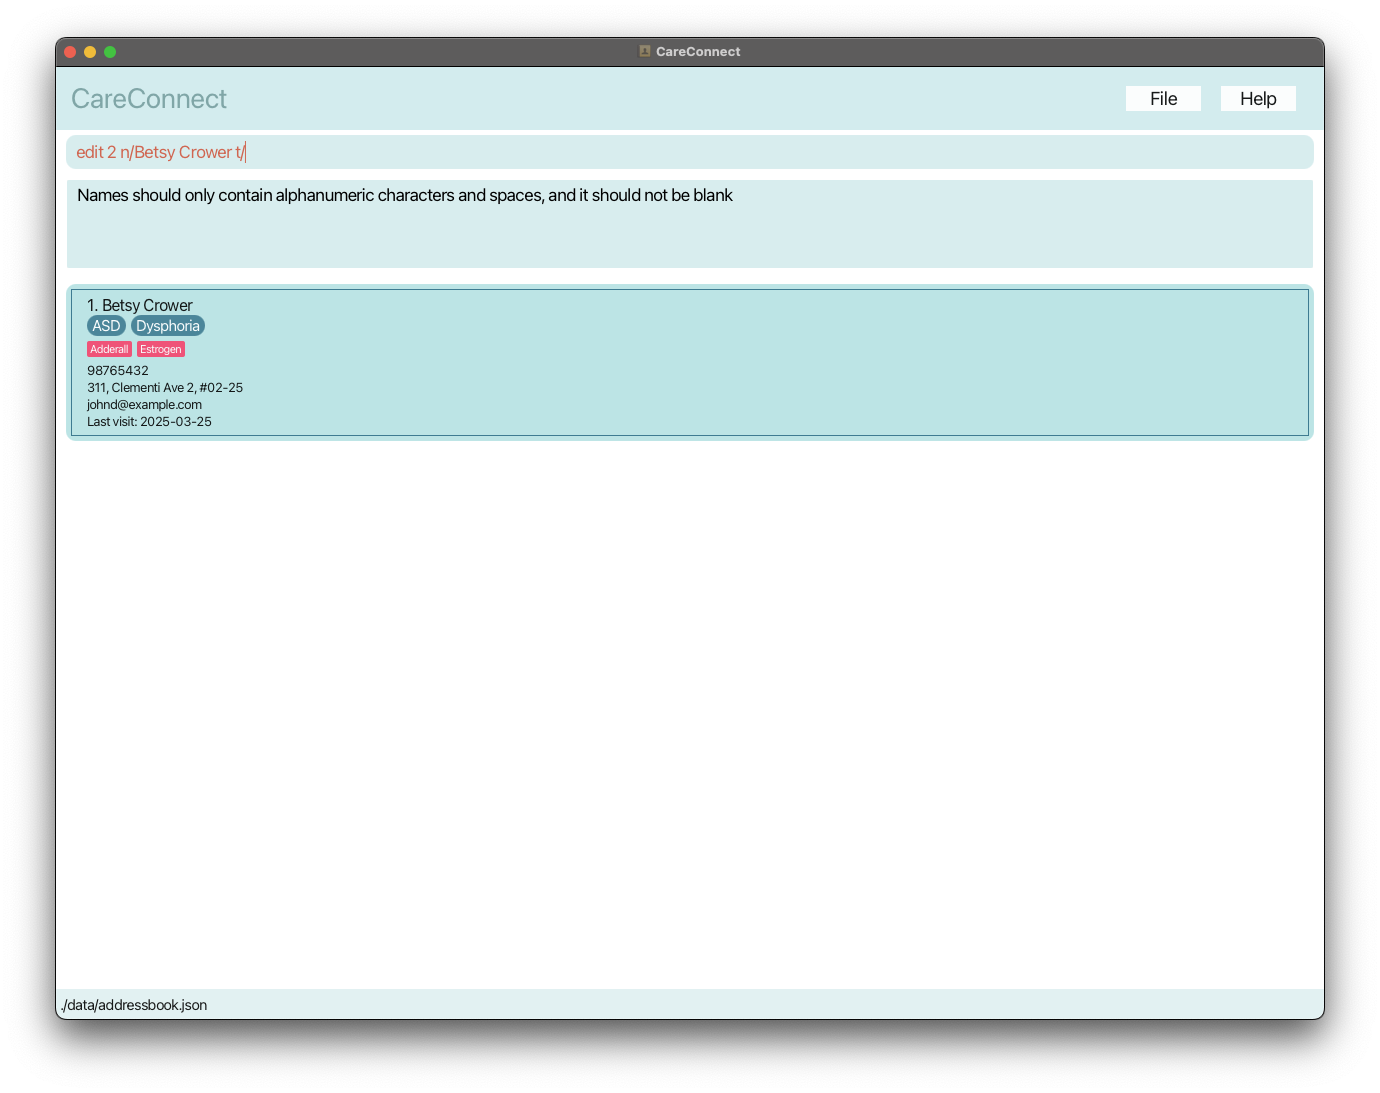 CareConnect
CareConnect
File Help
edit 2 n/Betsy Crower t/
Names should only contain alphanumeric characters and spaces, and it should not be blank
1. Betsy Crower
ASD Dysphoria
Adderall Estrogen
98765432
311, Clementi Ave 2, #02-25
johnd@example.com
Last visit: 2025-03-25
./data/addressbook.json